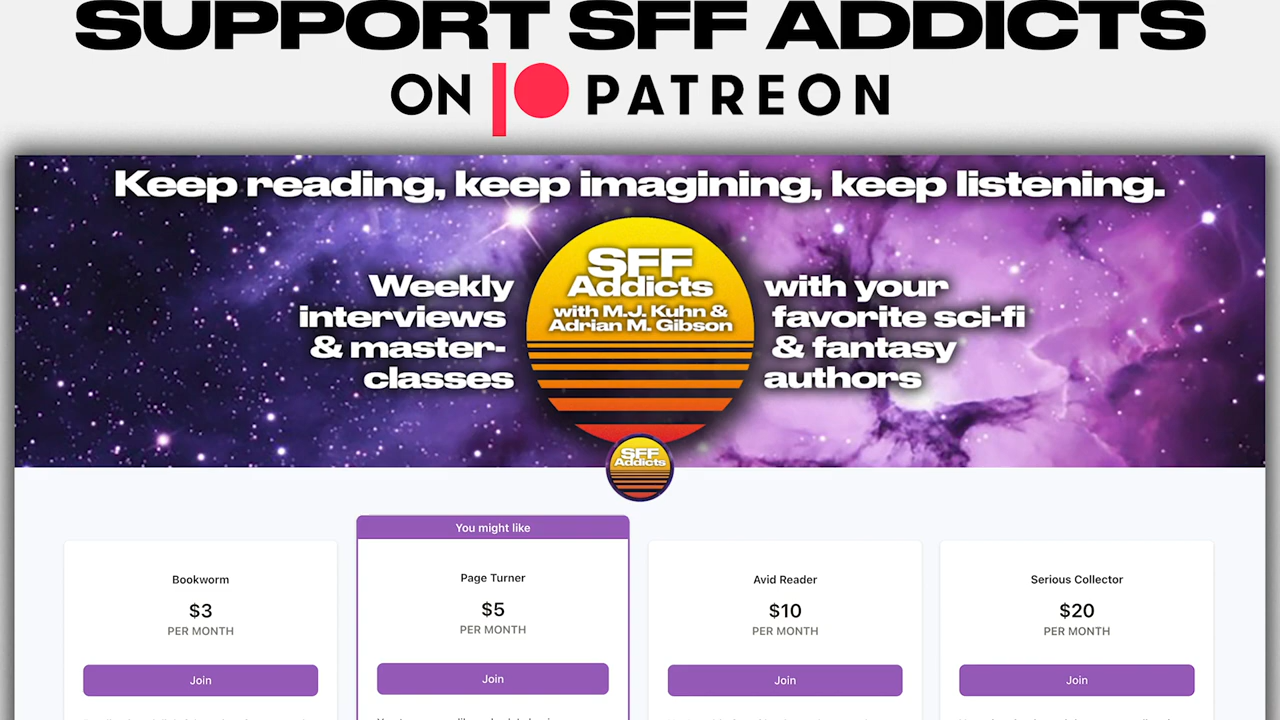 SUPPORT SFF ADDICTS
ON PATREON
Keep reading, keep imagining, keep listening.
Weekly
interviews
& master-
classes
SFF
Addicts
with M.J. Kuhn &
Adrian M. Gibson
with your
favorite sci-fi
& fantasy
authors
SFF
Addicts
You might like
Bookworm
$3
PER MONTH
Join
Page Turner
$5
PER MONTH
Join
Avid Reader
$10
PER MONTH
Join
Serious Collector
$20
PER MONTH
Join